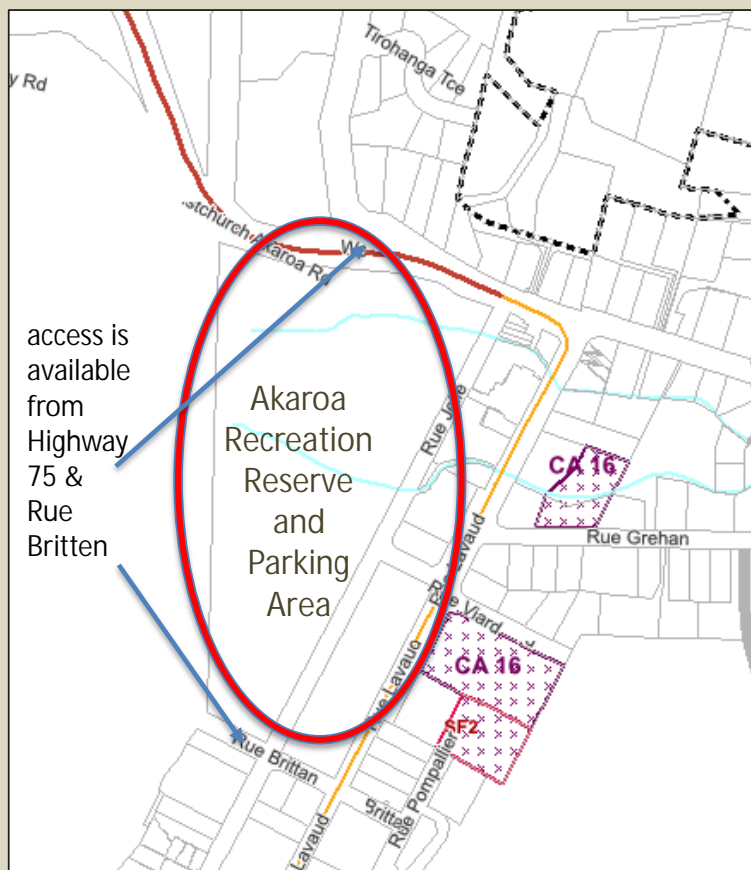 Tirohanga Tce
y Rd
stchurch Akaroa Rd
access is
available
from
Highway
75 &
Rue
Britten
Akaroa
Recreation
Reserve
and
Parking
Area
Rue Jolie
CA 16
Rue Grehan
Lavaud
Rue Viard
CA 16
Rue Lavaud
SF2
Rue Brittan
Brittan
Rue Pompallier
Lavaud